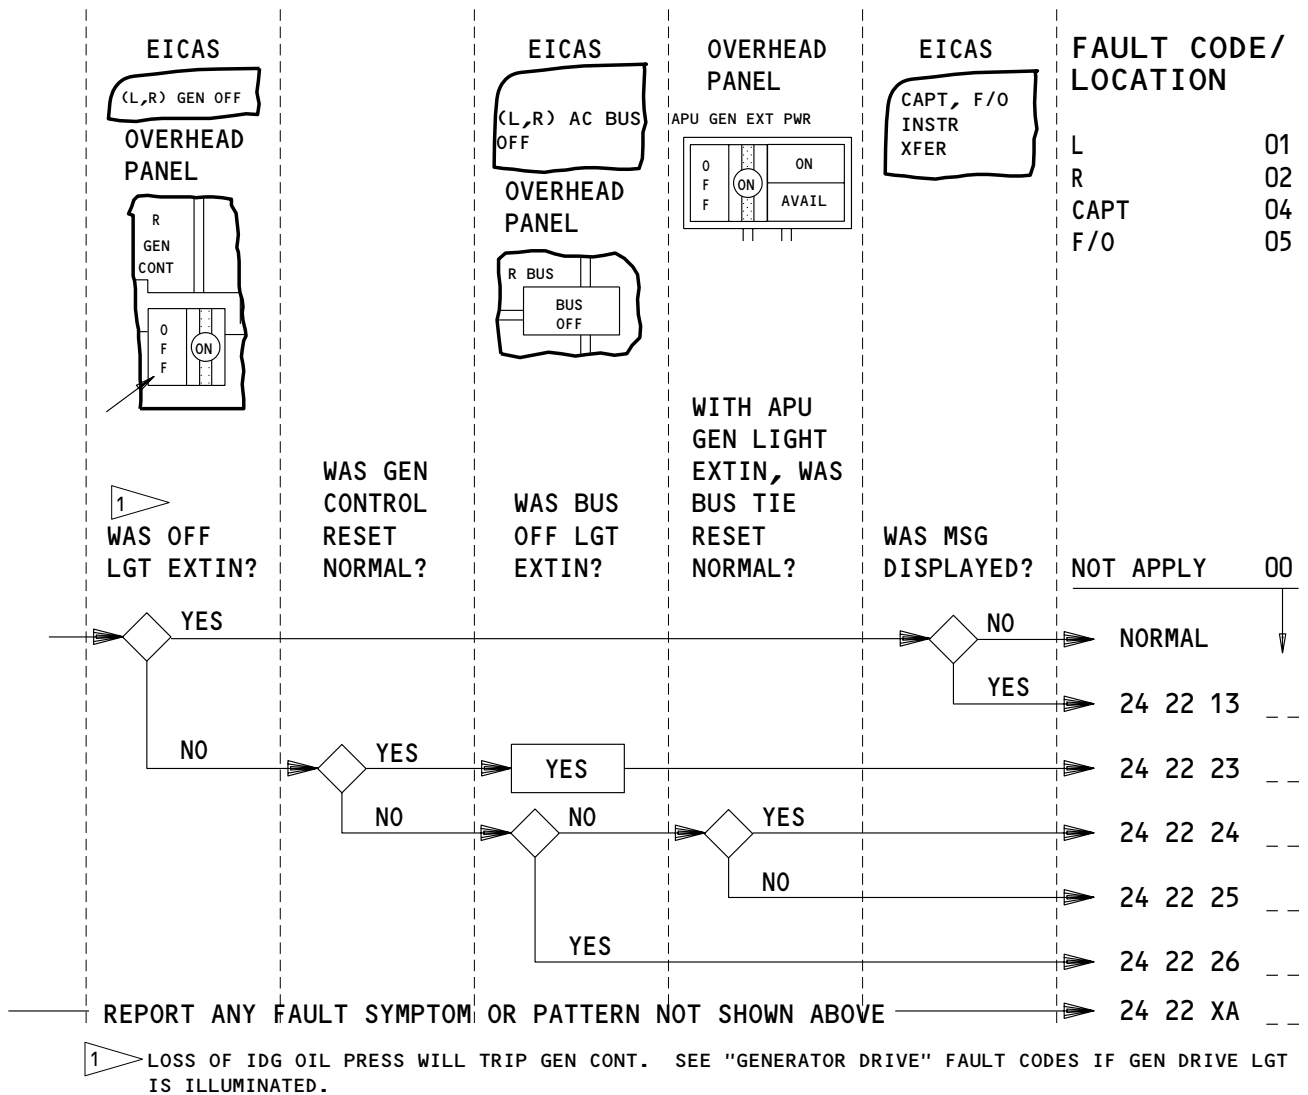 EICAS
(L,R) GEN OFF
OVERHEAD
PANEL
R
GEN
CONT
O
F
F
ON
1
WAS OFF
LGT EXTIN?
WAS GEN
CONTROL
RESET
NORMAL?
EICAS
(L,R) AC BUS
OFF
OVERHEAD
PANEL
R BUS
BUS
OFF
WAS BUS
OFF LGT
EXTIN?
OVERHEAD
PANEL
APU GEN EXT PWR
O
F
F
ON
ON
AVAIL
WITH APU
GEN LIGHT
EXTIN, WAS
BUS TIE
RESET
NORMAL?
EICAS
CAPT, F/O
INSTR
XFER
WAS MSG
DISPLAYED?
FAULT CODE/
LOCATION
L 01
R 02
CAPT 04
F/O 05
NOT APPLY 00
YES
NO
NORMAL
YES
24 22 13 _ _
NO
YES
YES
24 22 23 _ _
NO
NO
YES
24 22 24 _ _
NO
24 22 25 _ _
YES
24 22 26 _ _
REPORT ANY FAULT SYMPTOM OR PATTERN NOT SHOWN ABOVE
24 22 XA _ _
1 LOSS OF IDG OIL PRESS WILL TRIP GEN CONT. SEE "GENERATOR DRIVE" FAULT CODES IF GEN DRIVE LGT
IS ILLUMINATED.